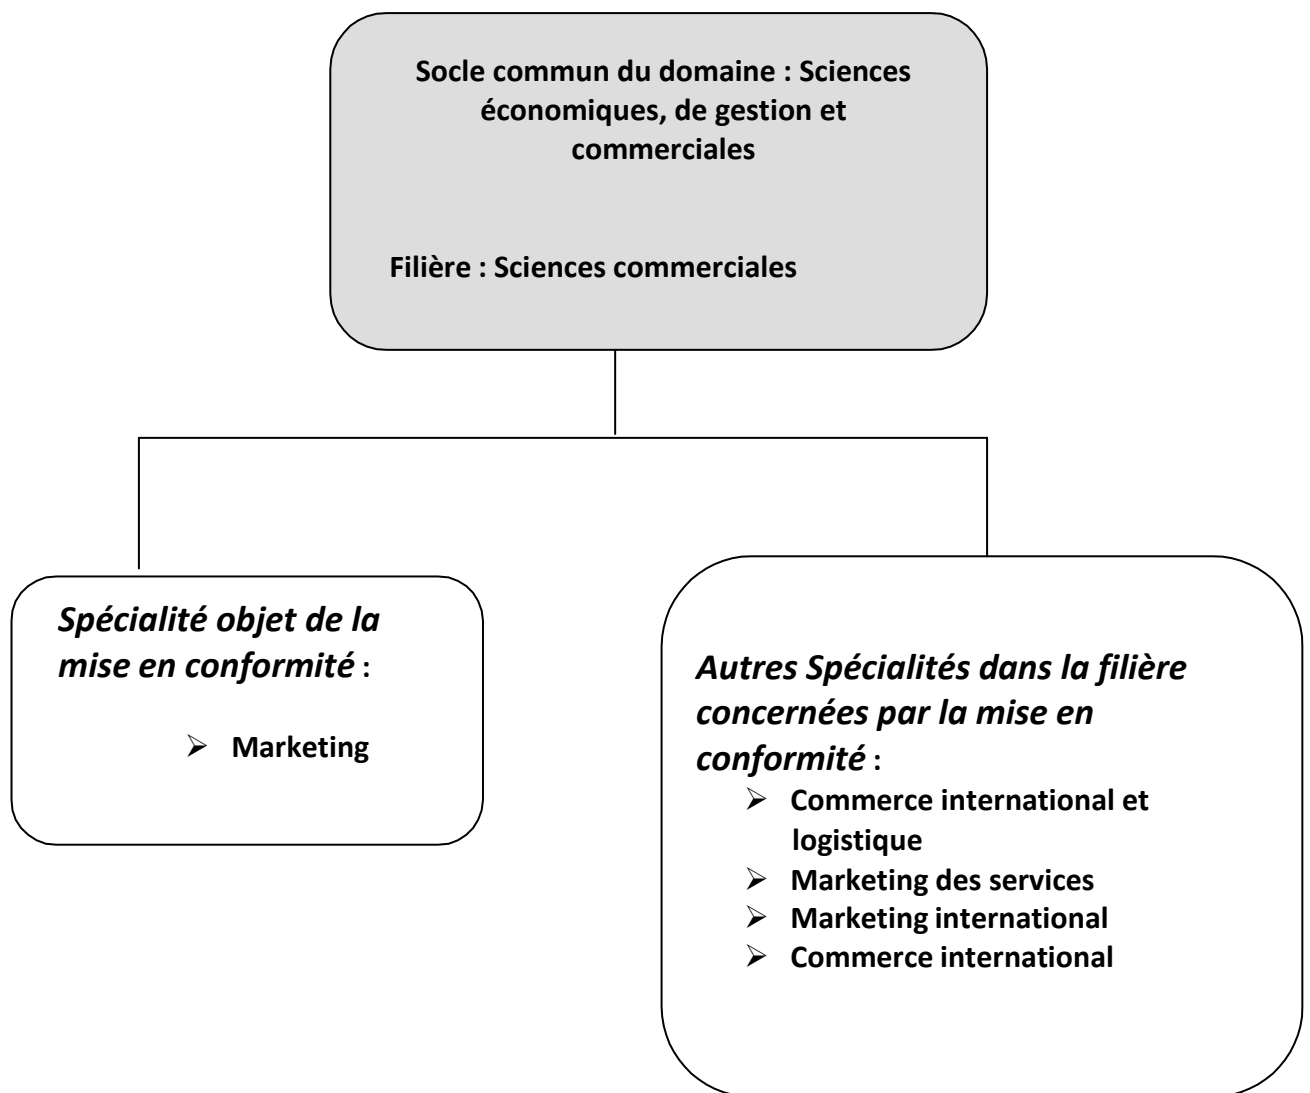 Socle commun du domaine : Sciences
économiques, de gestion et
commerciales
Filière : Sciences commerciales
Spécialité objet de la
mise en conformité :
➢ Marketing
Autres Spécialités dans la filière
concernées par la mise en
conformité :
➢ Commerce international et
logistique
➢ Marketing des services
➢ Marketing international
➢ Commerce international